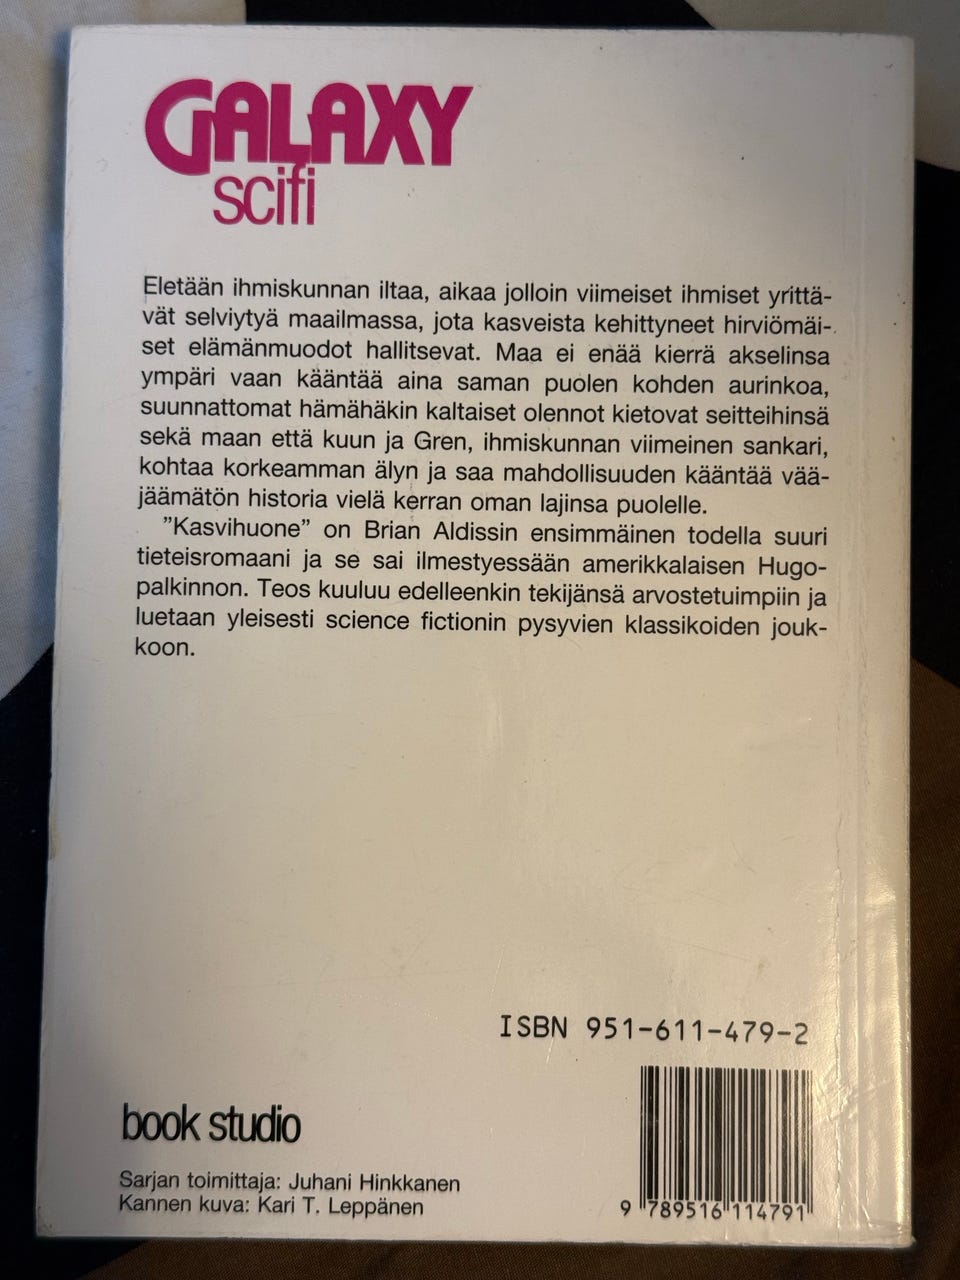 GALAXY
scifi
Eletään ihmiskunnan iltaa, aikaa jolloin viimeiset ihmiset yrittä-
vät selviytyä maailmassa, jota kasveista kehittyneet hirviömäi-
set elämänmuodot hallitsevat. Maa ei enää kierrä akselinsa
ympäri vaan kääntää aina saman puolen kohden aurinkoa,
suunnattomat hämähäkin kaltaiset olennot kietovat seitteihinsä
sekä maan että kuun ja Gren, ihmiskunnan viimeinen sankari,
kohtaa korkeamman älyn ja saa mahdollisuuden kääntää vää-
jäämätön historia vielä kerran oman lajinsa puolelle.
"Kasvihuone" on Brian Aldissin ensimmäinen todella suuri
tieteisromaani ja se sai ilmestyessään amerikkalaisen Hugo-
palkinnon. Teos kuuluu edelleenkin tekijänsä arvostetuimpiin ja
luetaan yleisesti science fictionin pysyvien klassikoiden jouk-
koon.
ISBN 951-611-479-2
book studio
Sarjan toimittaja: Juhani Hinkkanen
Kannen kuva: Kari T. Leppänen
9 789516 114791